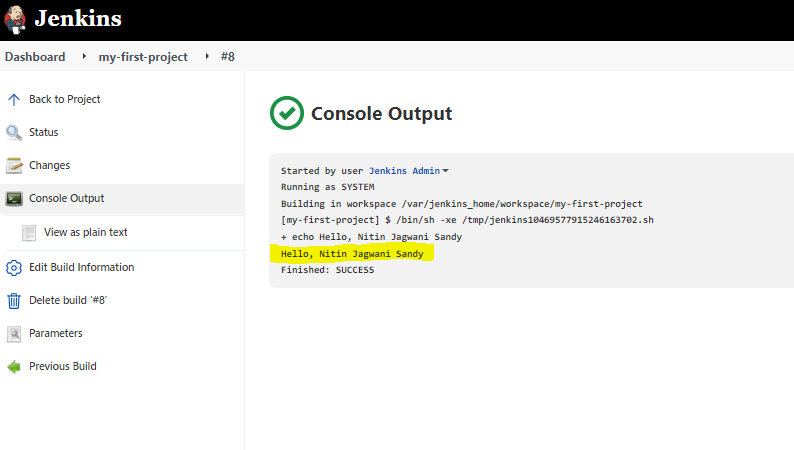 Jenkins
Dashboard
my-first-project
#8
Back to Project
Status
Changes
Console Output
View as plain text
Edit Build Information
Delete build ‘#8’
Parameters
Previous Build
Console Output
Started by user Jenkins Admin
Running as SYSTEM
Building in workspace /var/jenkins_home/workspace/my-first-project
[my-first-project] $ /bin/sh -xe /tmp/jenkins10469577915246163702.sh
+ echo Hello, Nitin Jagwani Sandy
Hello, Nitin Jagwani Sandy
Finished: SUCCESS